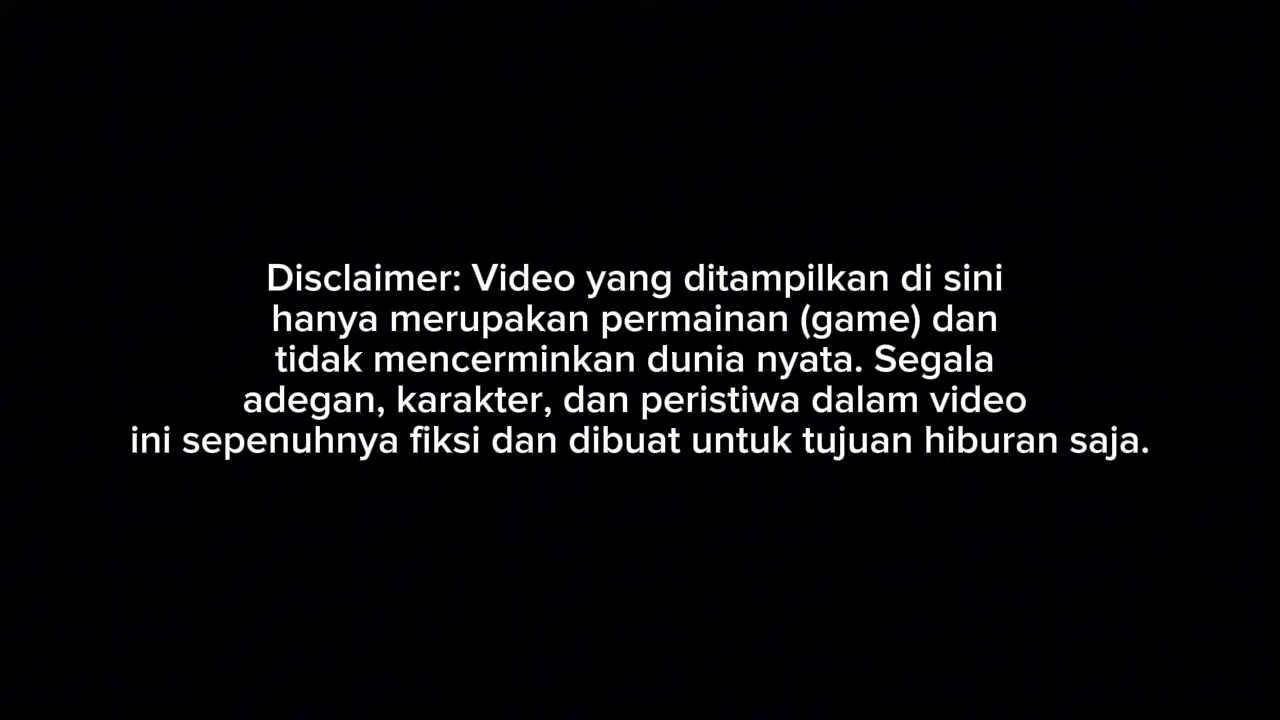 Disclaimer: Video yang ditampilkan di sini
hanya merupakan permainan (game) dan
tidak mencerminkan dunia nyata. Segala
adegan, karakter, dan peristiwa dalam video
ini sepenuhnya fiksi dan dibuat untuk tujuan hiburan saja.